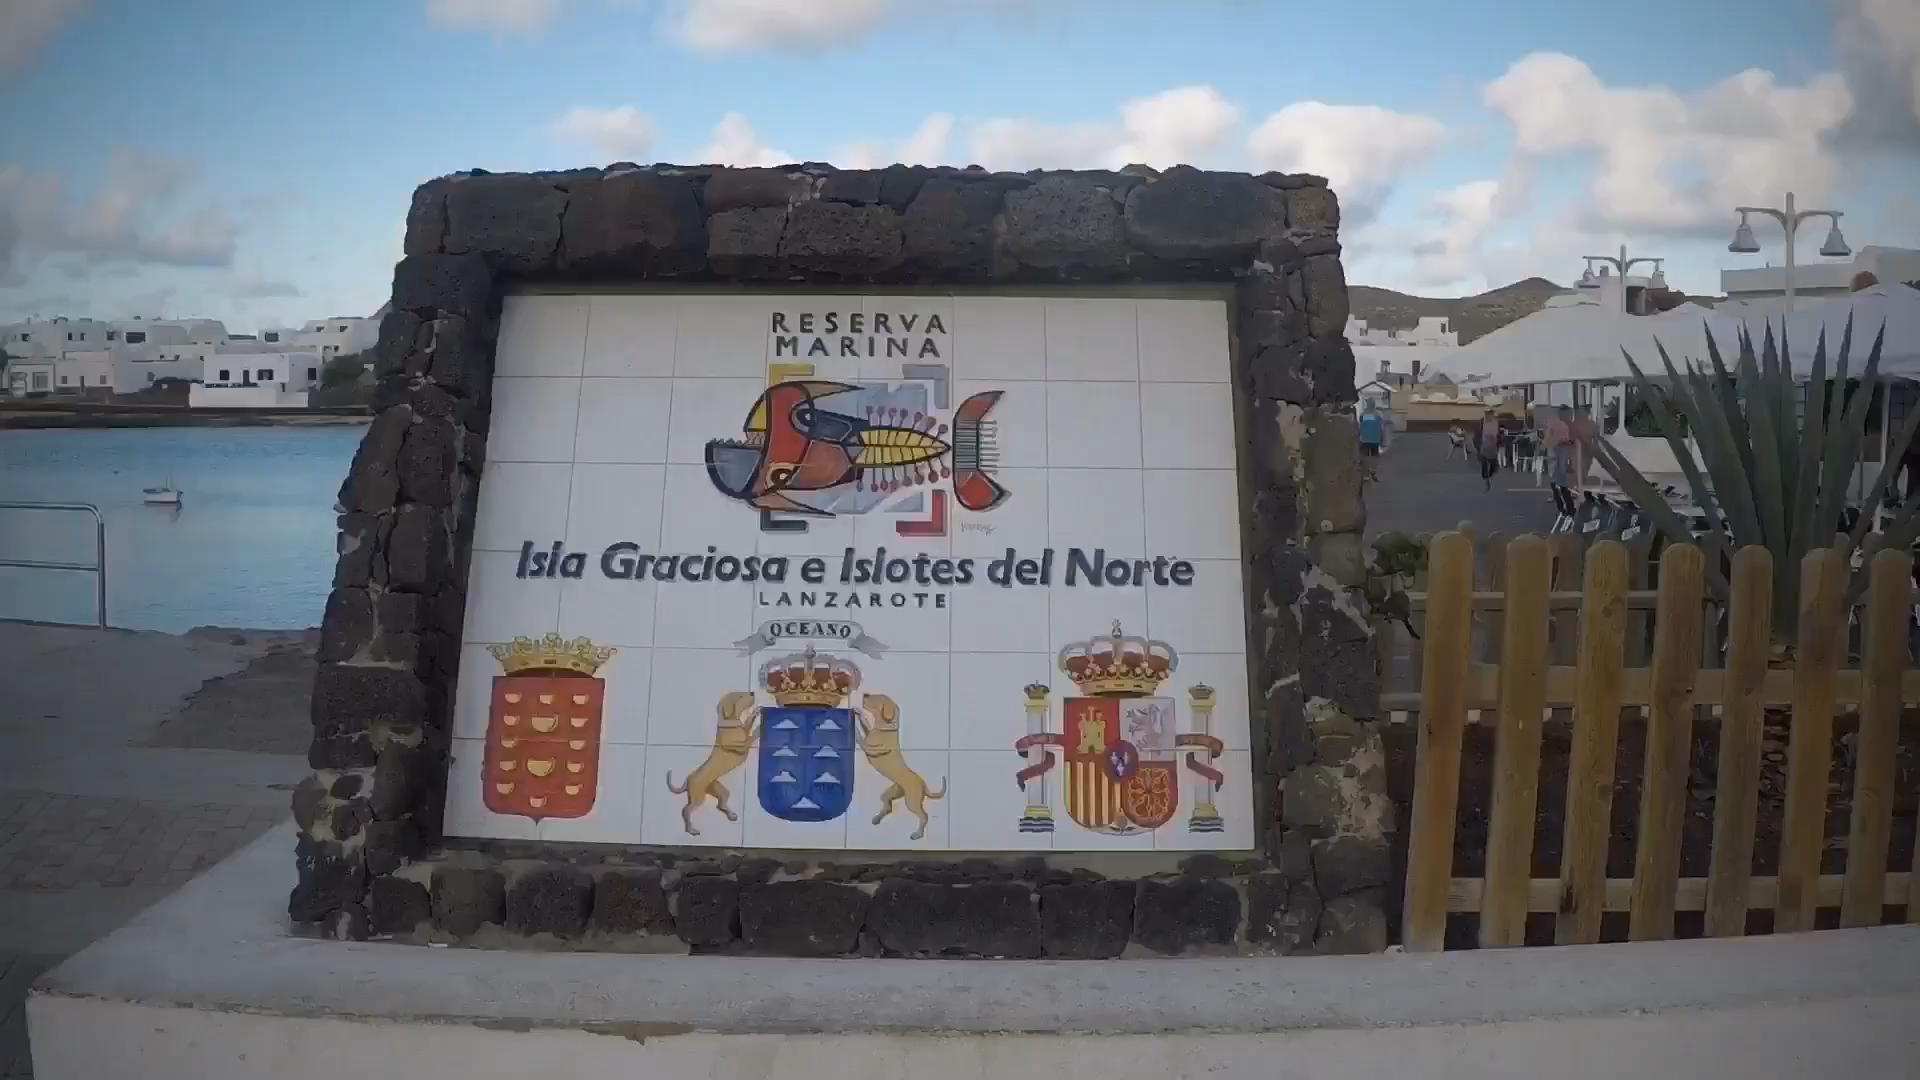 RESERVA
MARINA
Isla Graciosa e Islotes del Norte
LANZAROTE
OCEANO